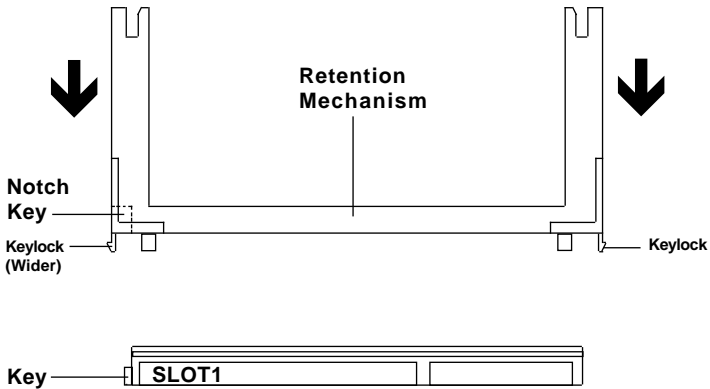 Retention
Mechanism
Notch
Key
Keylock
(Wider)
Keylock
Key
SLOT1